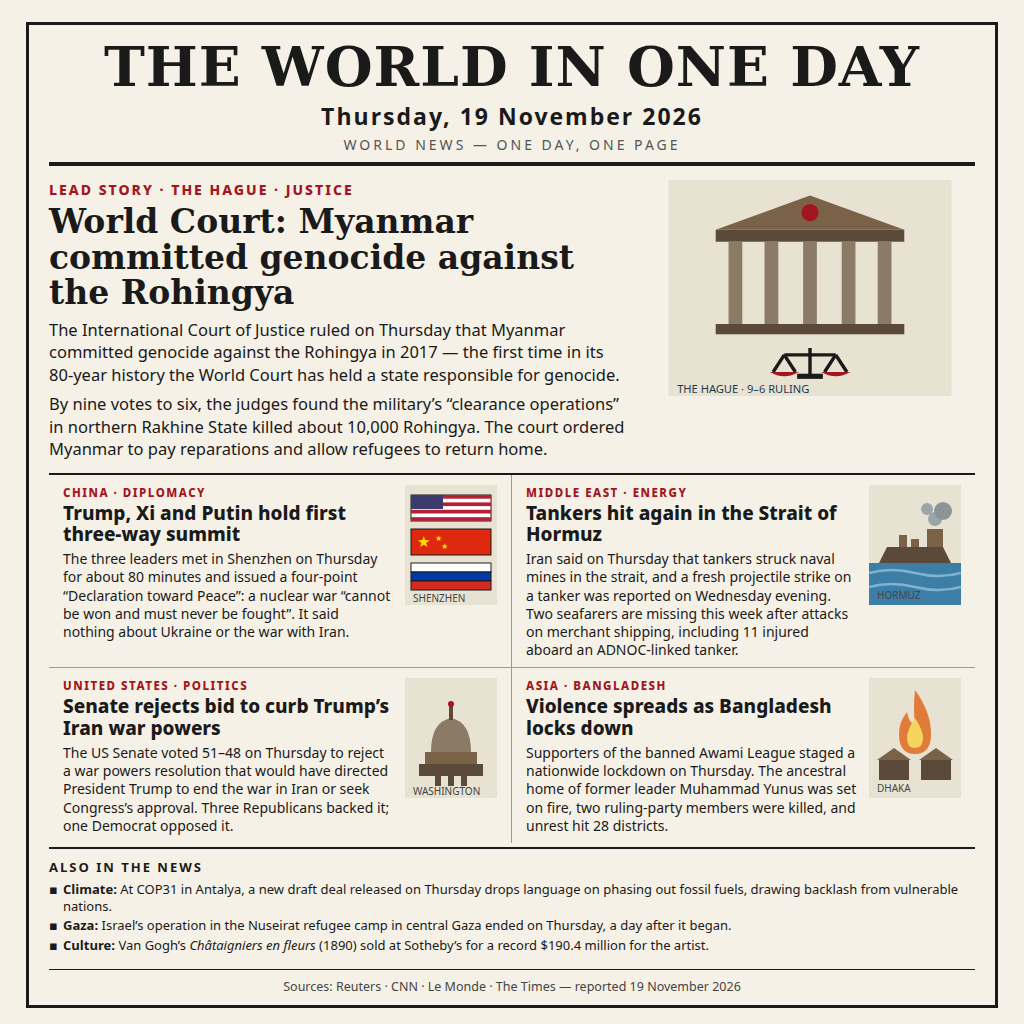 THE WORLD IN ONE DAY
Thursday, 19 November 2026
WORLD NEWS — ONE DAY, ONE PAGE
LEAD STORY · THE HAGUE · JUSTICE
World Court: Myanmar
committed genocide against
the Rohingya
The International Court of Justice ruled on Thursday that Myanmar
committed genocide against the Rohingya in 2017 — the first time in its
80-year history the World Court has held a state responsible for genocide.
By nine votes to six, the judges found the military’s “clearance operations”
in northern Rakhine State killed about 10,000 Rohingya. The court ordered
Myanmar to pay reparations and allow refugees to return home.
THE HAGUE · 9–6 RULING
CHINA · DIPLOMACY
Trump, Xi and Putin hold first
three-way summit
The three leaders met in Shenzhen on Thursday
for about 80 minutes and issued a four-point
“Declaration toward Peace”: a nuclear war “cannot
be won and must never be fought”. It said
nothing about Ukraine or the war with Iran.
SHENZHEN
MIDDLE EAST · ENERGY
Tankers hit again in the Strait of
Hormuz
Iran said on Thursday that tankers struck naval
mines in the strait, and a fresh projectile strike on
a tanker was reported on Wednesday evening.
Two seafarers are missing this week after attacks
on merchant shipping, including 11 injured
aboard an ADNOC-linked tanker.
HORMUZ
UNITED STATES · POLITICS
Senate rejects bid to curb Trump’s
Iran war powers
The US Senate voted 51–48 on Thursday to reject
a war powers resolution that would have directed
President Trump to end the war in Iran or seek
Congress’s approval. Three Republicans backed it;
one Democrat opposed it.
WASHINGTON
ASIA · BANGLADESH
Violence spreads as Bangladesh
locks down
Supporters of the banned Awami League staged a
nationwide lockdown on Thursday. The ancestral
home of former leader Muhammad Yunus was set
on fire, two ruling-party members were killed, and
unrest hit 28 districts.
DHAKA
ALSO IN THE NEWS
▪ Climate: At COP31 in Antalya, a new draft deal released on Thursday drops language on phasing out fossil fuels, drawing backlash from vulnerable
nations.
▪ Gaza: Israel’s operation in the Nuseirat refugee camp in central Gaza ended on Thursday, a day after it began.
▪ Culture: Van Gogh’s Châtaigniers en fleurs (1890) sold at Sotheby’s for a record $190.4 million for the artist.
Sources: Reuters · CNN · Le Monde · The Times — reported 19 November 2026